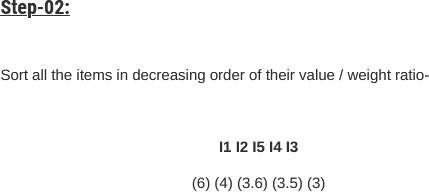 Step-02:
Sort all the items in decreasing order of their value / weight ratio-
I1 I2 I5 I4 I3
(6) (4) (3.6) (3.5) (3)